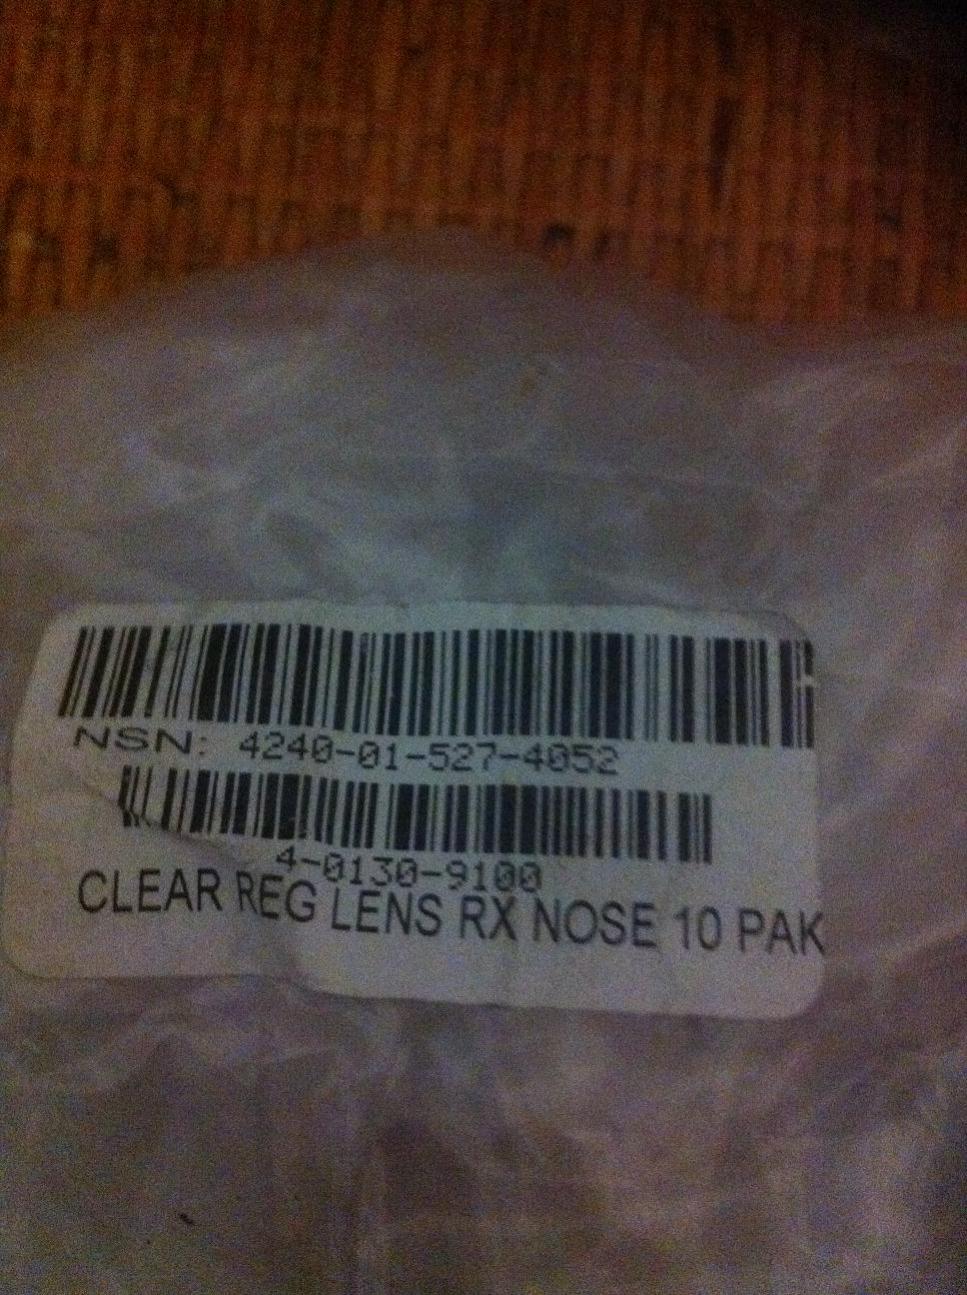 NSN: 4240-01-527-4052
4-0130-9100
CLEAR REG LENS RX NOSE 10 PAK